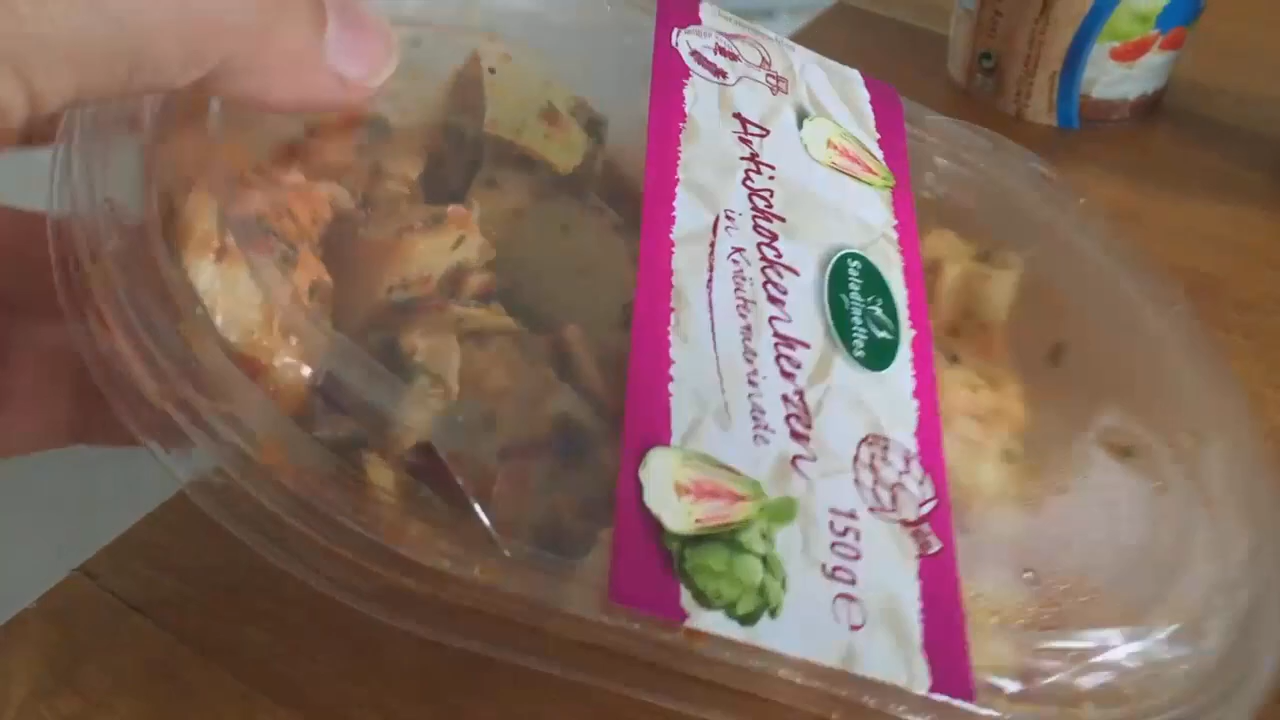 Artischockenherzen
in Kräutermarinade
Saladinettes
150g e